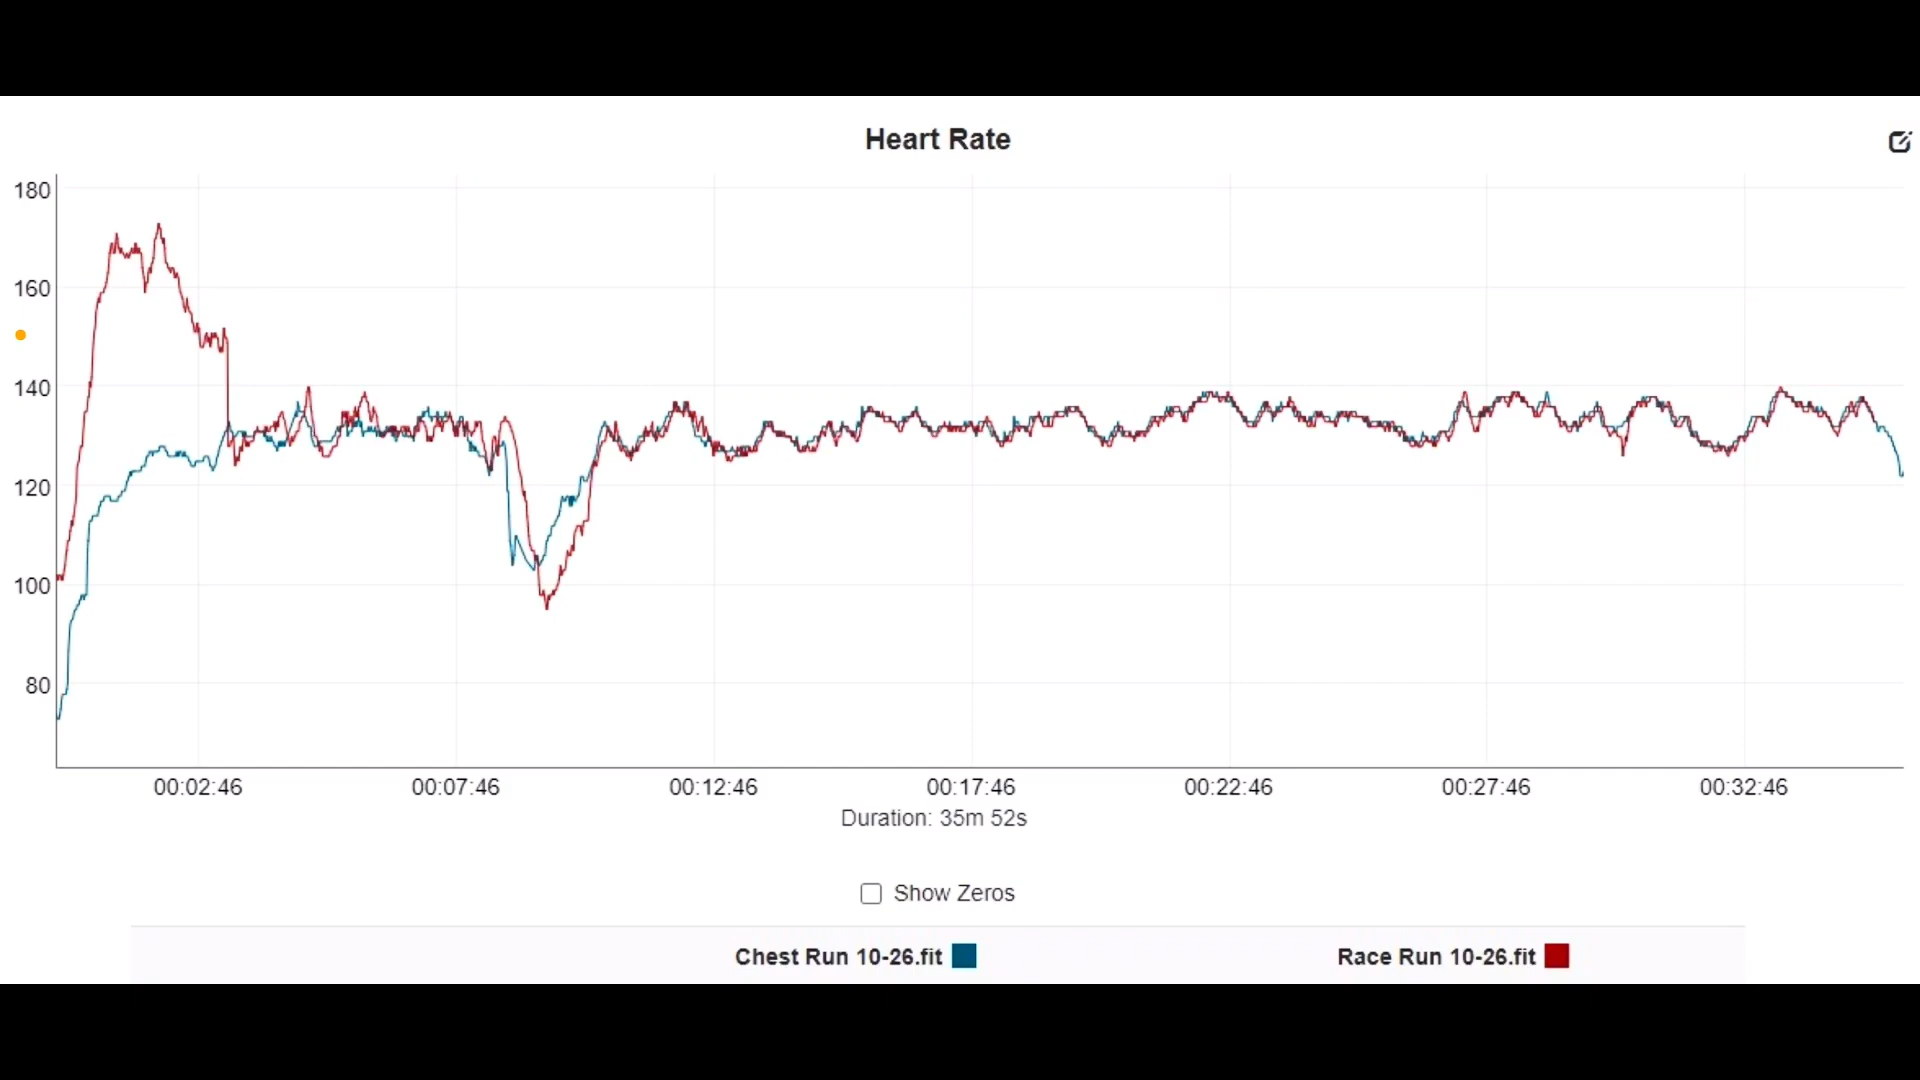 Heart Rate
180
160
140
120
100
80
00:02:46 00:07:46 00:12:46 00:17:46 00:22:46 00:27:46 00:32:46
Duration: 35m 52s
Show Zeros
Chest Run 10-26.fit Race Run 10-26.fit